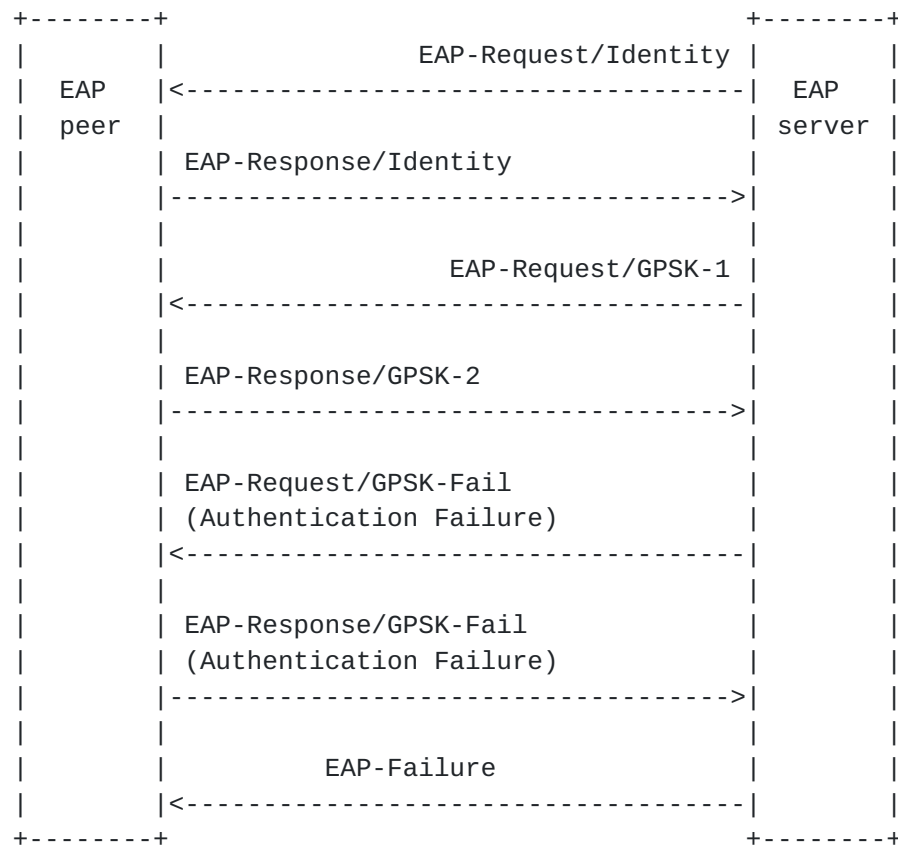 EAP-Request/Identity
EAP EAP
peer server
EAP-Response/Identity
EAP-Request/GPSK-1
EAP-Response/GPSK-2
EAP-Request/GPSK-Fail
(Authentication Failure)
EAP-Response/GPSK-Fail
(Authentication Failure)
EAP-Failure